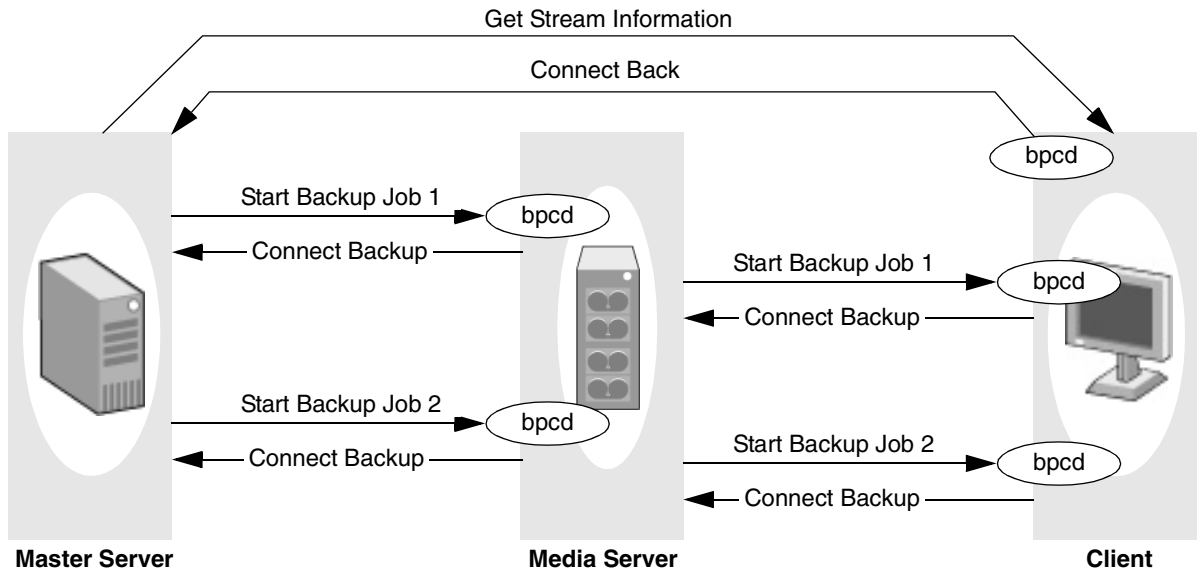 Get Stream Information
Connect Back
bpcd
Start Backup Job 1
bpcd
Connect Backup
Start Backup Job 1
bpcd
Connect Backup
Start Backup Job 2
bpcd
Connect Backup
Start Backup Job 2
bpcd
Connect Backup
Master Server
Media Server
Client